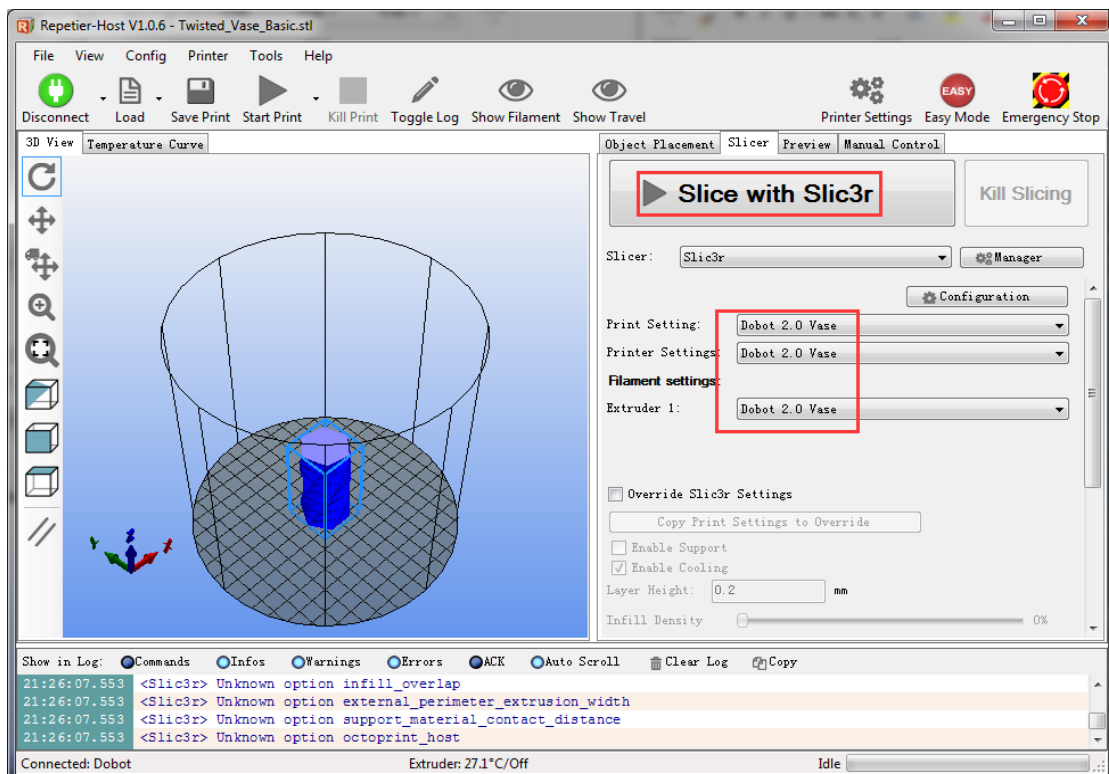 Repetier-Host V1.0.6 - Twisted_Vase_Basic.stl
File View Config Printer Tools Help
Disconnect Load Save Print Start Print Kill Print Toggle Log Show Filament Show Travel Printer Settings Easy Mode Emergency Stop
EASY
3D View Temperature Curve
Object Placement Slicer Preview Manual Control
Slice with Slic3r
Kill Slicing
Slicer: Slic3r Manager
Configuration
Print Setting: Dobot 2.0 Vase
Printer Settings: Dobot 2.0 Vase
Filament settings:
Extruder 1: Dobot 2.0 Vase
Override Slic3r Settings
Copy Print Settings to Override
Enable Support
Enable Cooling
Layer Height: 0.2 mm
Infill Density 0%
Y Z X
Show in Log: Commands Infos Warnings Errors ACK Auto Scroll Clear Log Copy
21:26:07.553 <Slic3r> Unknown option infill_overlap
21:26:07.553 <Slic3r> Unknown option external_perimeter_extrusion_width
21:26:07.553 <Slic3r> Unknown option support_material_contact_distance
21:26:07.553 <Slic3r> Unknown option octoprint_host
Connected: Dobot Extruder: 27.1°C/Off Idle